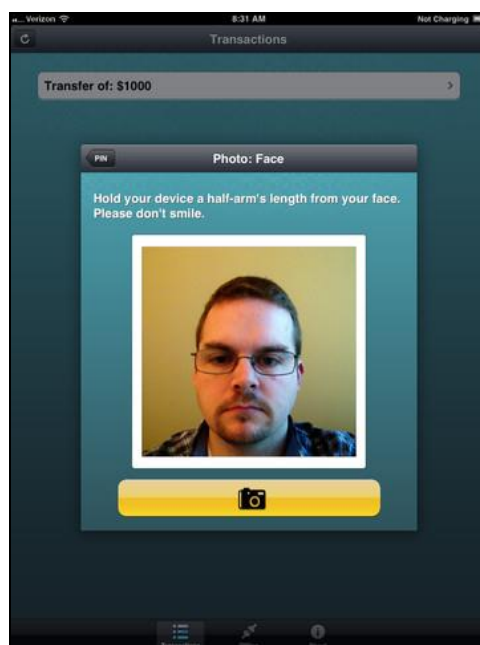 Verizon
8:31 AM
Not Charging
Transactions
Transfer of: $1000
PIN
Photo: Face
Hold your device a half-arm's length from your face.
Please don't smile.
Transactions